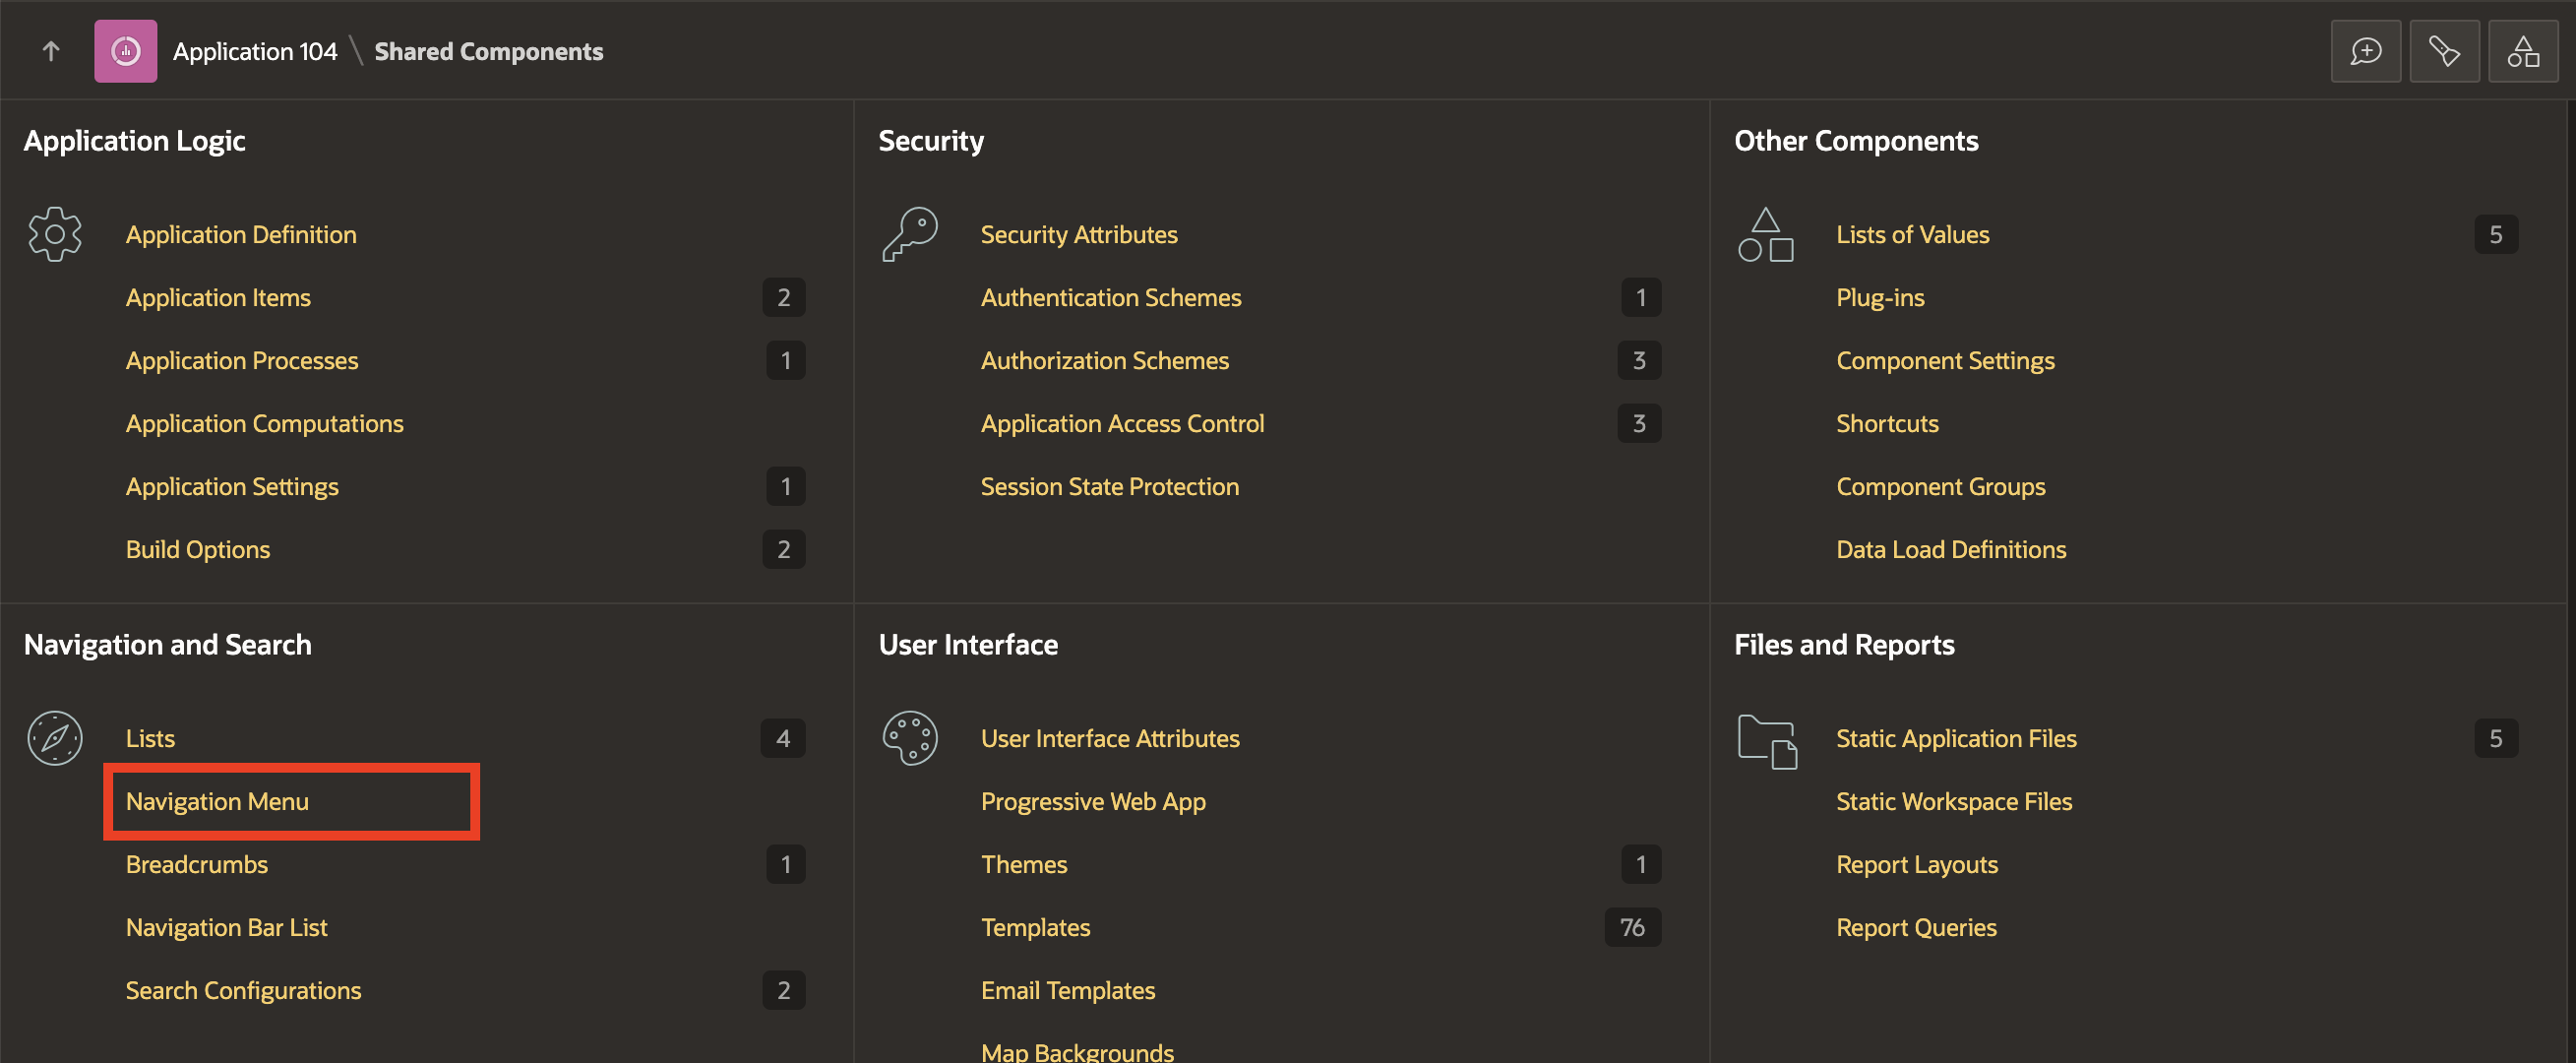 Application 104 \ Shared Components
Application Logic
Application Definition
Application Items 2
Application Processes 1
Application Computations
Application Settings 1
Build Options 2
Security
Security Attributes
Authentication Schemes 1
Authorization Schemes 3
Application Access Control 3
Session State Protection
Other Components
Lists of Values 5
Plug-ins
Component Settings
Shortcuts
Component Groups
Data Load Definitions
Navigation and Search
Lists 4
Navigation Menu
Breadcrumbs 1
Navigation Bar List
Search Configurations 2
User Interface
User Interface Attributes
Progressive Web App
Themes 1
Templates 76
Email Templates
Map Backgrounds
Files and Reports
Static Application Files 5
Static Workspace Files
Report Layouts
Report Queries